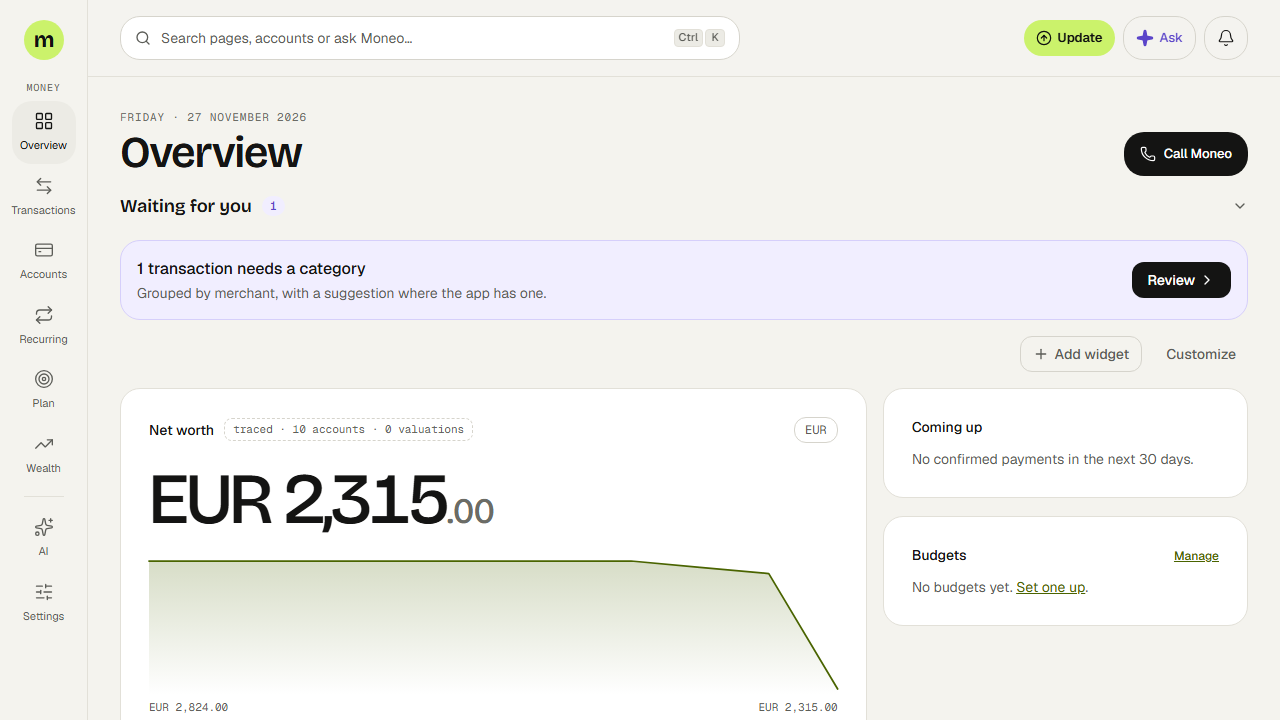 m
Search pages, accounts or ask Moneo...
Ctrl K
Update
Ask
MONEY
Overview
Transactions
Accounts
Recurring
Plan
Wealth
AI
Settings
FRIDAY · 27 NOVEMBER 2026
Overview
Call Moneo
Waiting for you 1
1 transaction needs a category
Grouped by merchant, with a suggestion where the app has one.
Review
Add widget
Customize
Net worth traced · 10 accounts · 0 valuations EUR
EUR 2,315.00
EUR 2,824.00 EUR 2,315.00
Coming up
No confirmed payments in the next 30 days.
Budgets Manage
No budgets yet. Set one up.